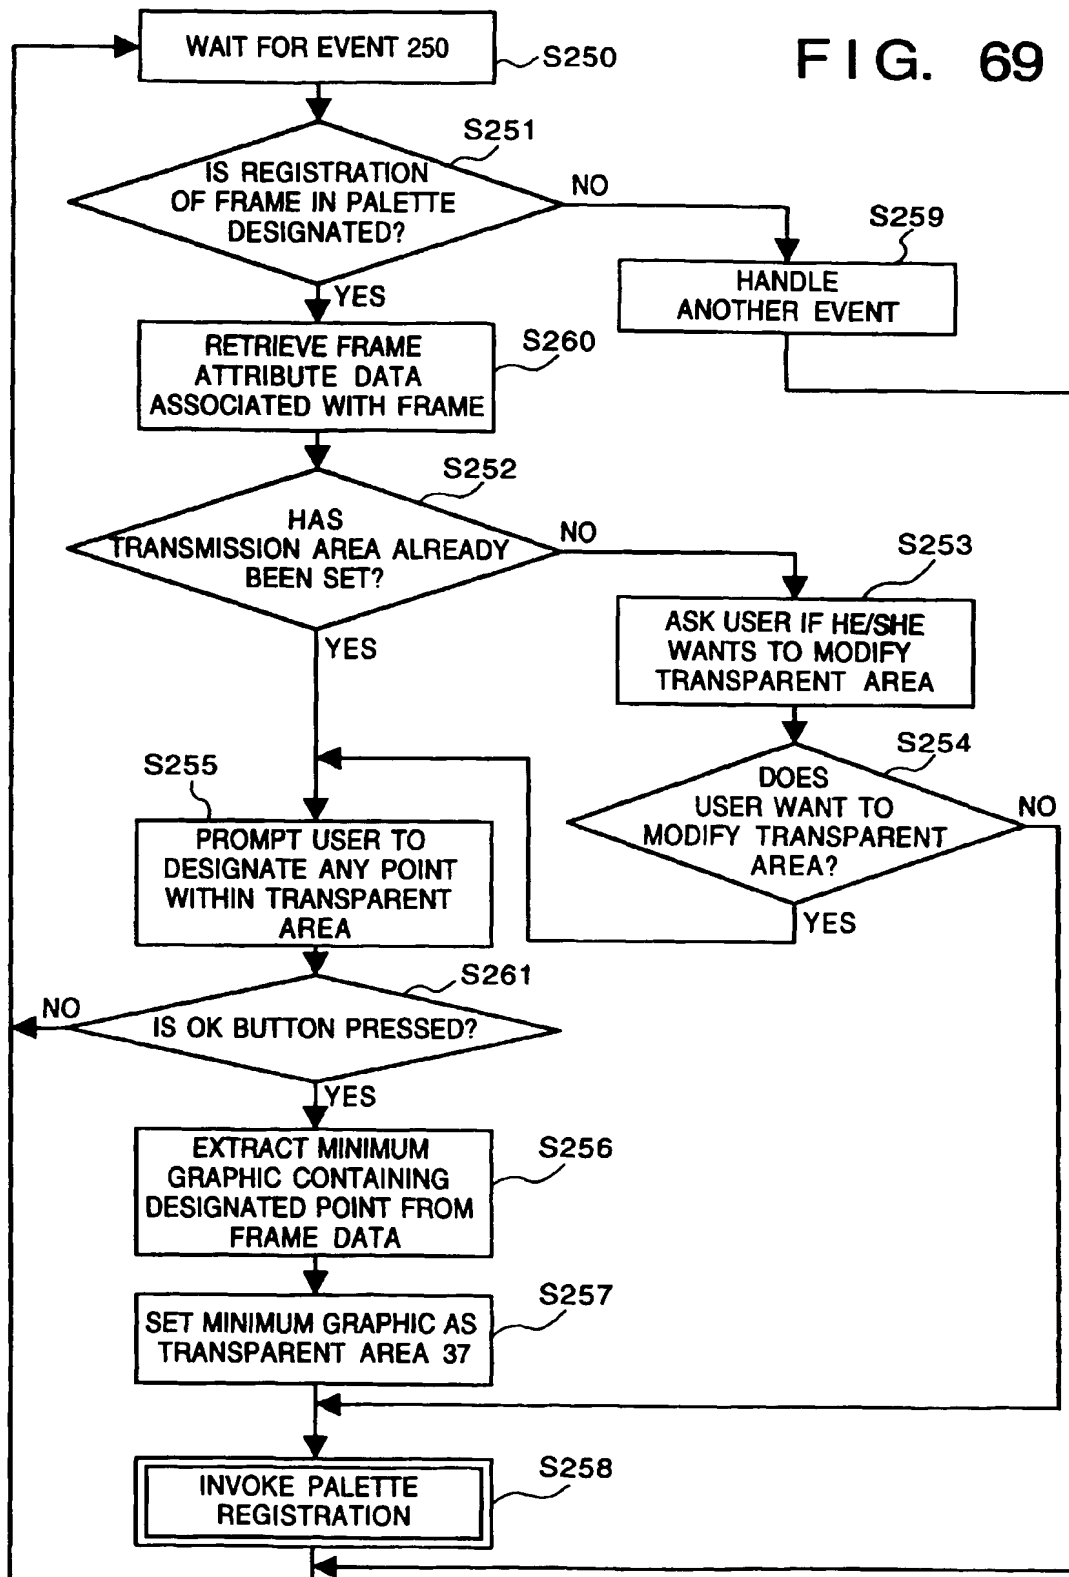 FIG. 69
WAIT FOR EVENT 250
S250
S251
IS REGISTRATION
OF FRAME IN PALETTE
DESIGNATED?
NO
YES
S259
HANDLE
ANOTHER EVENT
S260
RETRIEVE FRAME
ATTRIBUTE DATA
ASSOCIATED WITH FRAME
S252
HAS
TRANSMISSION AREA ALREADY
BEEN SET?
NO
YES
S253
ASK USER IF HE/SHE
WANTS TO MODIFY
TRANSPARENT AREA
S254
DOES
USER WANT TO
MODIFY TRANSPARENT
AREA?
NO
YES
S255
PROMPT USER TO
DESIGNATE ANY POINT
WITHIN TRANSPARENT
AREA
S261
IS OK BUTTON PRESSED?
NO
YES
S256
EXTRACT MINIMUM
GRAPHIC CONTAINING
DESIGNATED POINT FROM
FRAME DATA
S257
SET MINIMUM GRAPHIC AS
TRANSPARENT AREA 37
S258
INVOKE PALETTE
REGISTRATION